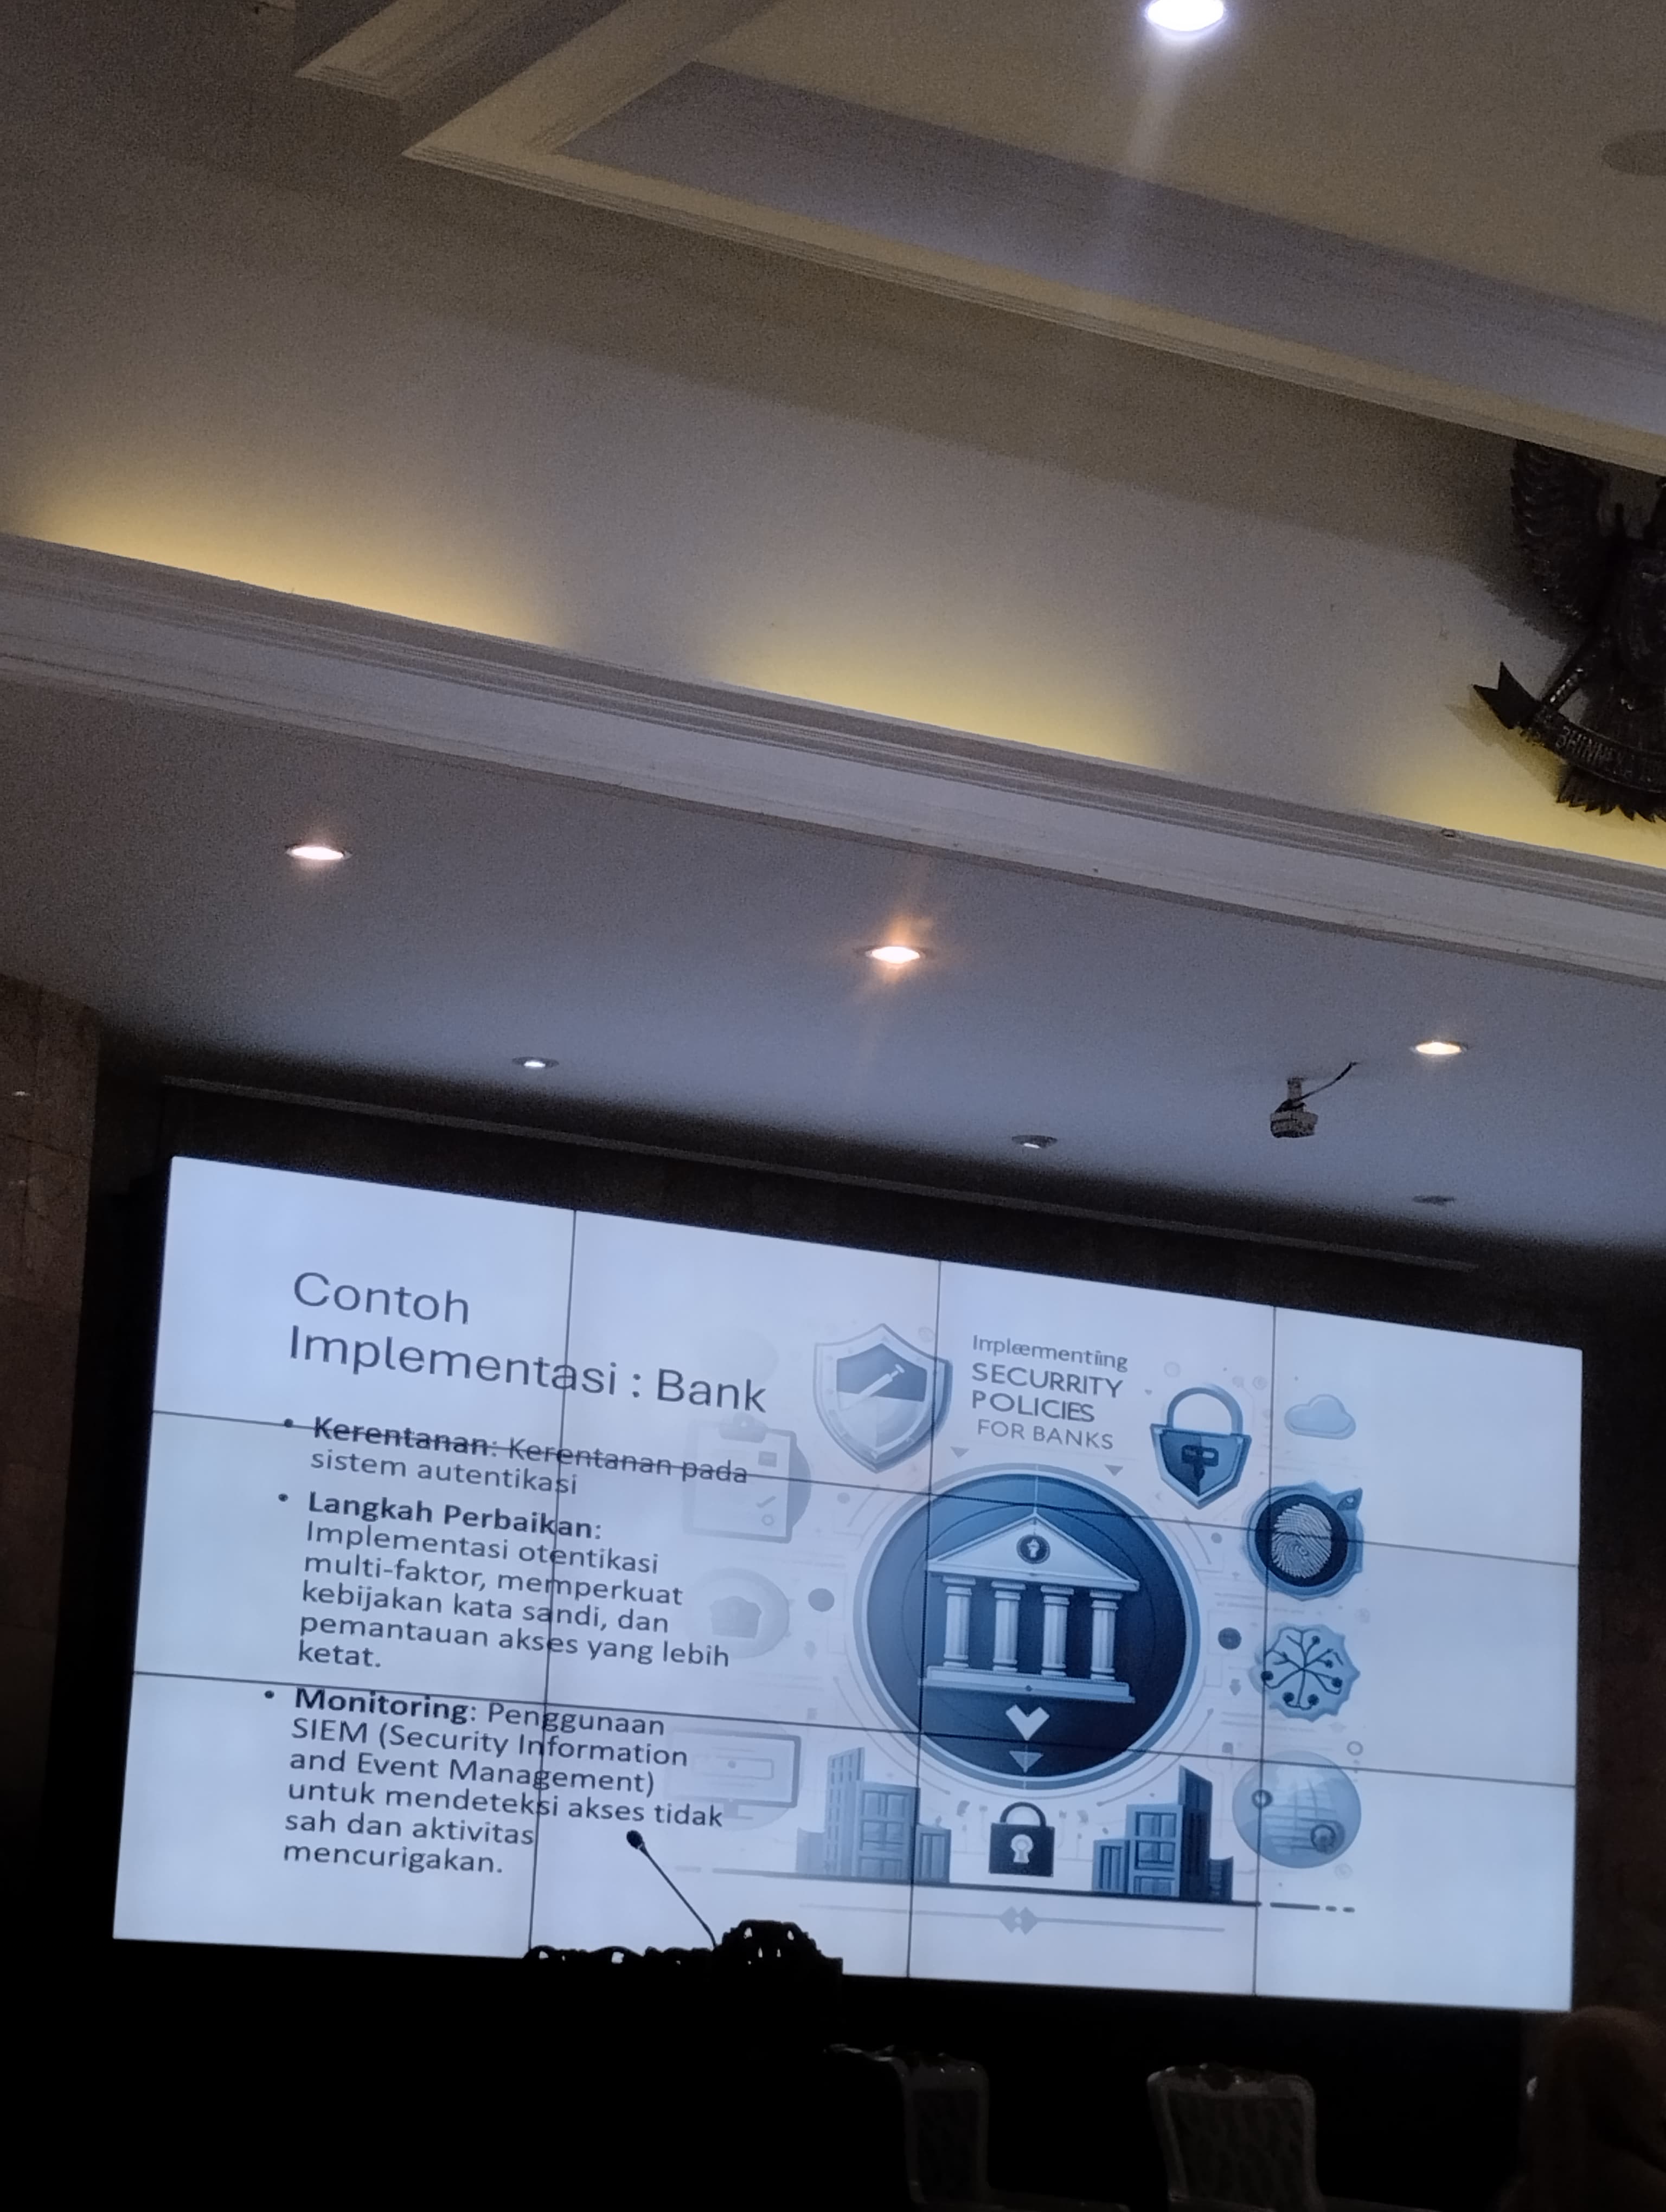 Contoh
Implementasi : Bank
• Kerentanan: Kerentanan pada
sistem autentikasi
• Langkah Perbaikan:
Implementasi otentikasi
multi-faktor, memperkuat
kebijakan kata sandi, dan
pemantauan akses yang lebih
ketat.
• Monitoring: Penggunaan
SIEM (Security Information
and Event Management)
untuk mendeteksi akses tidak
sah dan aktivitas
mencurigakan.
Implæermentiing
SECURRITY
POLICIES
FOR BANKS